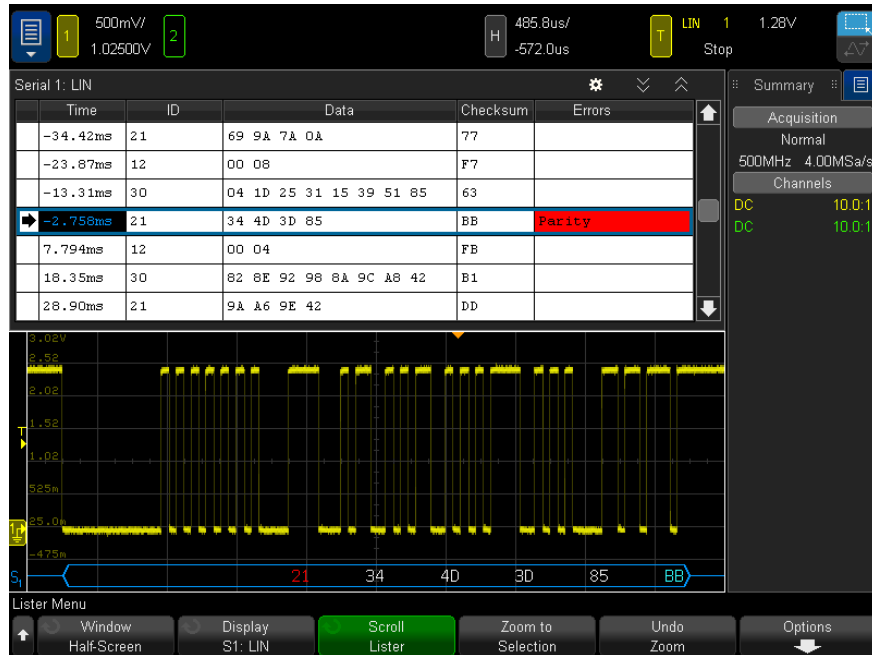 1 500mV/ 1.02500V 2 H 485.8us/ -572.0us T LIN 1 1.28V Stop
Serial 1: LIN
Time ID Data Checksum Errors
-34.42ms 21 69 9A 7A 0A 77
-23.87ms 12 00 08 F7
-13.31ms 30 04 1D 25 31 15 39 51 85 63
-2.758ms 21 34 4D 3D 85 BB Parity
7.794ms 12 00 04 FB
18.35ms 30 82 8E 92 98 8A 9C A8 42 B1
28.90ms 21 9A A6 9E 42 DD
Summary
Acquisition
Normal
500MHz 4.00MSa/s
Channels
DC 10.0:1
DC 10.0:1
3.02V
2.52
2.02
1.52
T
1.02
525m
25.0m
1
-475m
S1 21 34 4D 3D 85 BB
Lister Menu
Window Half-Screen
Display S1: LIN
Scroll Lister
Zoom to Selection
Undo Zoom
Options